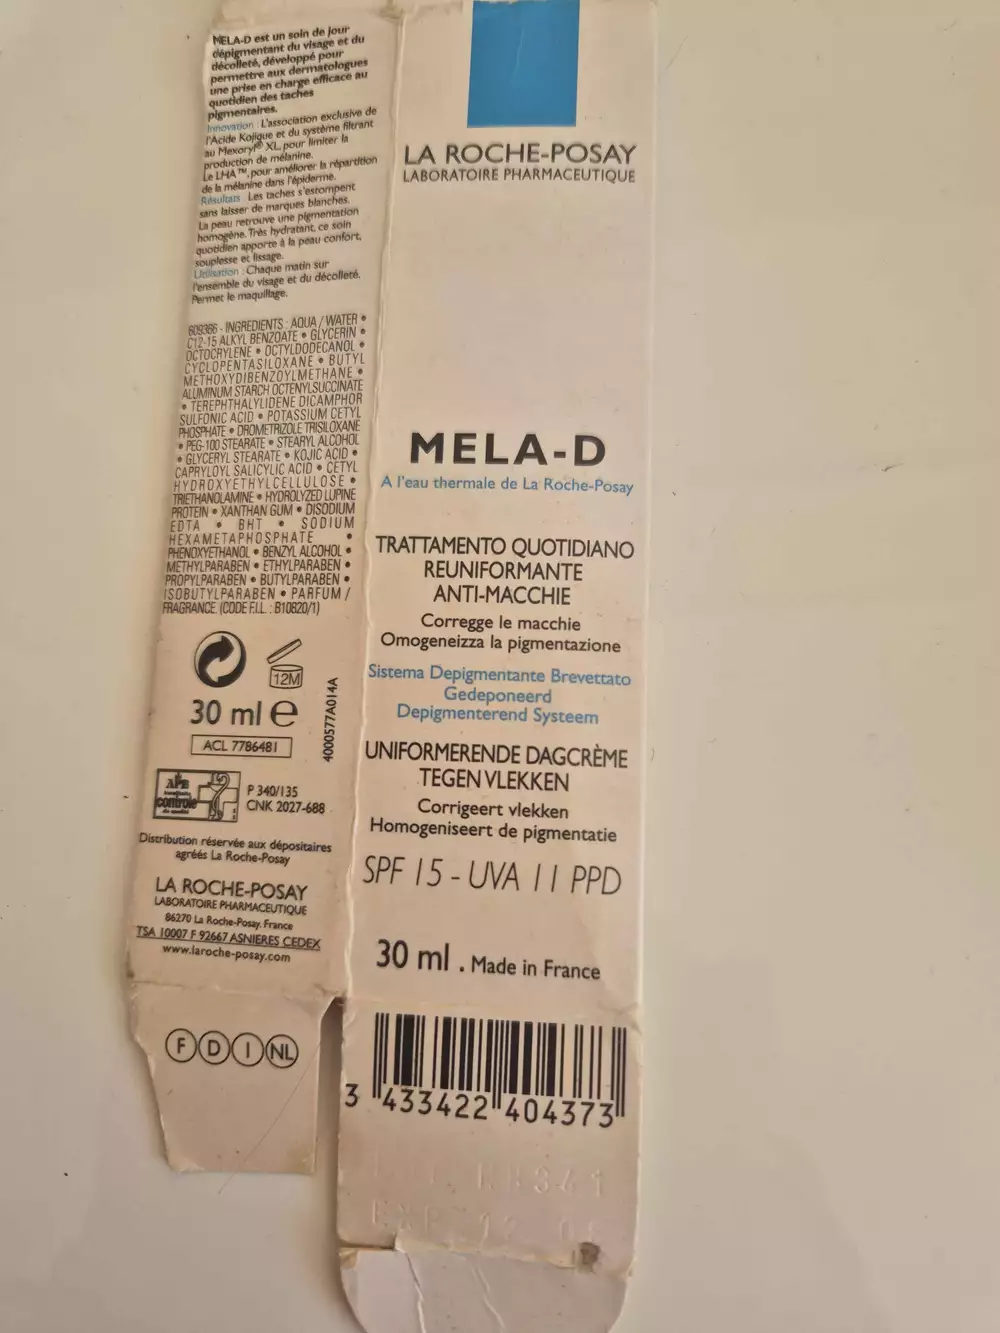 MELA-D est un soin de jour
dépigmentant du visage et du
décolleté, développé pour
permettre aux dermatologues
une prise en charge efficace au
quotidien des taches
pigmentaires.
Innovation : L'association exclusive de
l'Acide Kojique et du système filtrant
au Mexoryl® XL, pour limiter la
production de mélanine.
Le LHA™, pour améliorer la répartition
de la mélanine dans l'épiderme.
Résultats Les taches s'estompent
sans laisser de marques blanches.
La peau retrouve une pigmentation
homogène. Très hydratant, ce soin
quotidien apporte à la peau confort,
souplesse et lissage.
Utilisation : Chaque matin sur
l'ensemble du visage et du décolleté.
Permet le maquillage.
609386 - INGREDIENTS : AQUA / WATER •
C12-15 ALKYL BENZOATE • GLYCERIN •
OCTOCRYLENE • OCTYLDODECANOL •
CYCLOPENTASILOXANE • BUTYL
METHOXYDIBENZOYLMETHANE •
ALUMINUM STARCH OCTENYLSUCCINATE
• TEREPHTHALYLIDENE DICAMPHOR
SULFONIC ACID • POTASSIUM CETYL
PHOSPHATE • DROMETRIZOLE TRISILOXANE
• PEG-100 STEARATE • STEARYL ALCOHOL
• GLYCERYL STEARATE • KOJIC ACID •
CAPRYLOYL SALICYLIC ACID • CETYL
HYDROXYETHYLCELLULOSE •
TRIETHANOLAMINE • HYDROLYZED LUPINE
PROTEIN • XANTHAN GUM • DISODIUM
EDTA • BHT • SODIUM
HEXAMETAPHOSPHATE •
PHENOXYETHANOL • BENZYL ALCOHOL •
METHYLPARABEN • ETHYLPARABEN •
PROPYLPARABEN • BUTYLPARABEN •
ISOBUTYLPARABEN • PARFUM /
FRAGRANCE (CODE F.I.L. : B10820/1)
12M
30 ml e
ACL 7786481
4000577A014A
APB
contrôle
P 340/135
CNK 2027-688
Distribution réservée aux dépositaires
agréés La Roche-Posay
LA ROCHE-POSAY
LABORATOIRE PHARMACEUTIQUE
86270 La Roche-Posay. France
TSA 10007 F 92667 ASNIERES CEDEX
www.laroche-posay.com
F D I NL
LA ROCHE-POSAY
LABORATOIRE PHARMACEUTIQUE
MELA-D
A l'eau thermale de La Roche-Posay
TRATTAMENTO QUOTIDIANO
REUNIFORMANTE
ANTI-MACCHIE
Corregge le macchie
Omogeneizza la pigmentazione
Sistema Depigmentante Brevettato
Gedeponeerd
Depigmenterend Systeem
UNIFORMERENDE DAGCRÈME
TEGEN VLEKKEN
Corrigeert vlekken
Homogeniseert de pigmentatie
SPF 15 - UVA 11 PPD
30 ml . Made in France
3 433422 404373
EXP 12